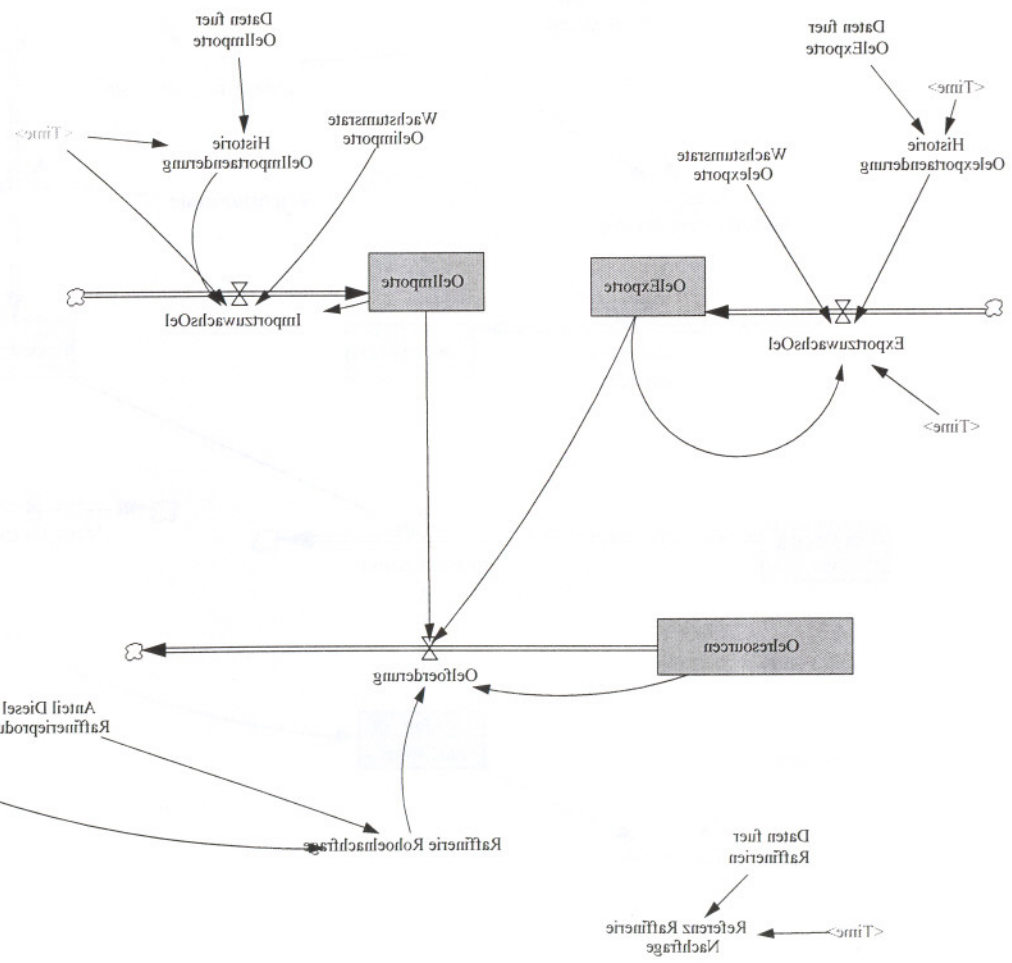 Daten fuer
OelExporte
<Time>
Historie
Oelexportaenderung
Wachstumsrate
Oelexporte
Daten fuer
OelImporte
Wachstumsrate
Oelimporte
Historie
OelImportaenderung
<Time>
OelExporte
OelImporte
ExportzuwachsOel
ImportzuwachsOel
<Time>
Oelresourcen
Oelfoerderung
Anteil Diesel
Raffinerieprodu
Raffinerie Rohoelnachfrage
Daten fuer
Raffinerien
<Time>
Referenz Raffinerie
Nachfrage